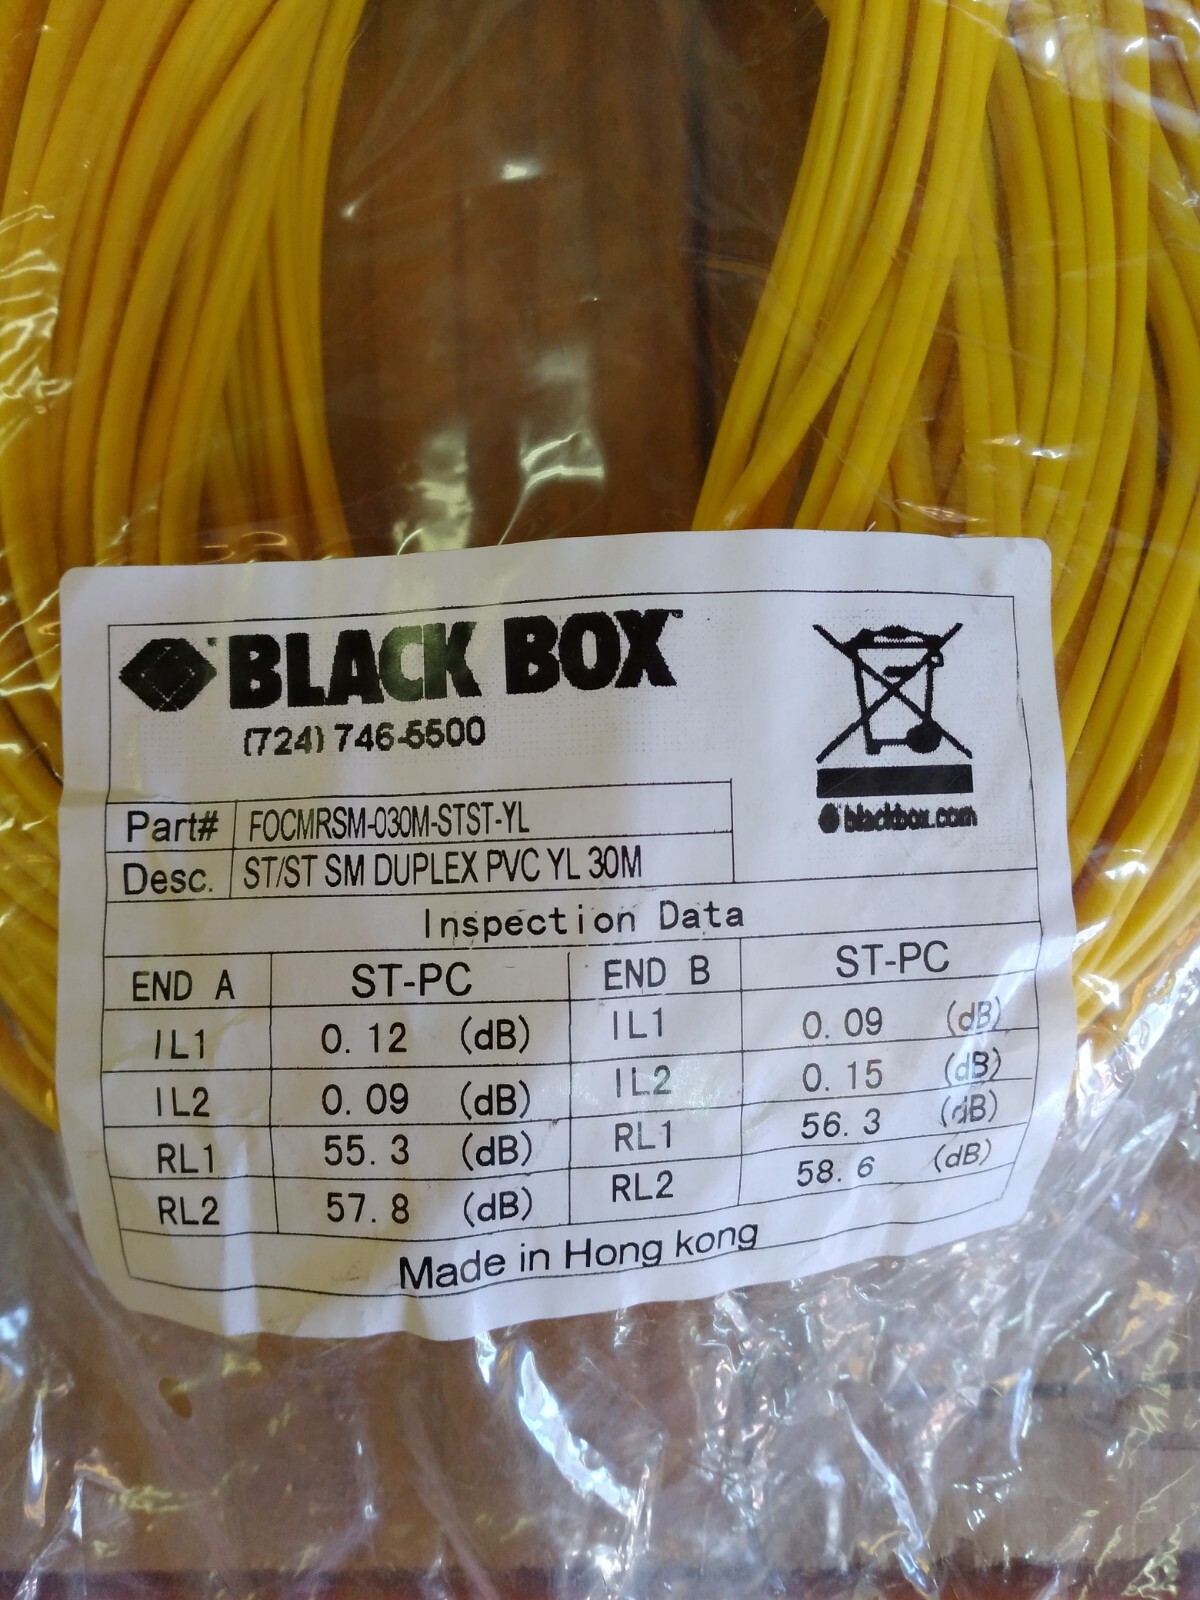 BLACK BOX
(724) 746-5500
Part# FOCMRSM-030M-STST-YL
Desc. ST/ST SM DUPLEX PVC YL 30M
blackbox.com
Inspection Data
END A ST-PC END B ST-PC
IL1 0.12 (dB) IL1 0.09 (dB)
IL2 0.09 (dB) IL2 0.15 (dB)
RL1 55.3 (dB) RL1 56.3 (dB)
RL2 57.8 (dB) RL2 58.6 (dB)
Made in Hong kong